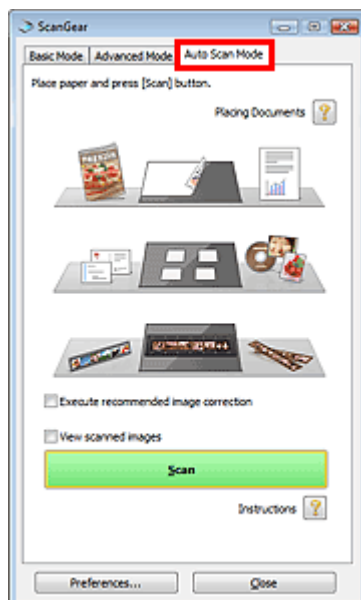 ScanGear
Basic Mode Advanced Mode Auto Scan Mode
Place paper and press [Scan] button.
Placing Documents
Execute recommended image correction
View scanned images
Scan
Instructions
Preferences... Close